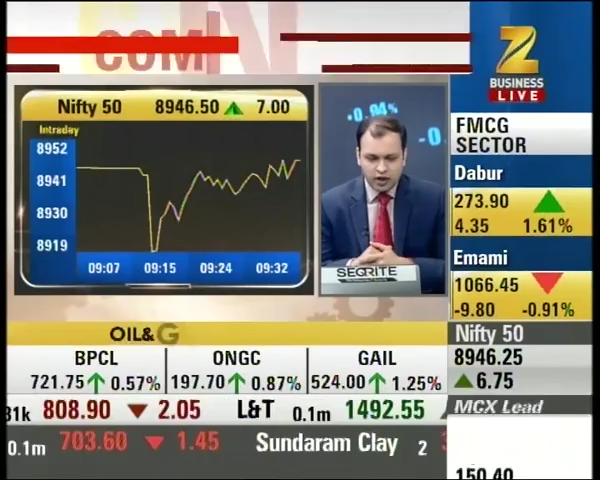 COM
BUSINESS
LIVE
Nifty 50 8946.50 7.00
Intraday
8952
8941
8930
8919
09:07 09:15 09:24 09:32
-0.94%
-0.
SEQRITE
FMCG
SECTOR
Dabur
273.90
4.35 1.61%
Emami
1066.45
-9.80 -0.91%
Nifty 50
8946.25
6.75
MCX Lead
150.40
OIL& G
BPCL ONGC GAIL
721.75 0.57% 197.70 0.87% 524.00 1.25%
31k 808.90 2.05 L&T 0.1m 1492.55
0.1m 703.60 1.45 Sundaram Clay 2